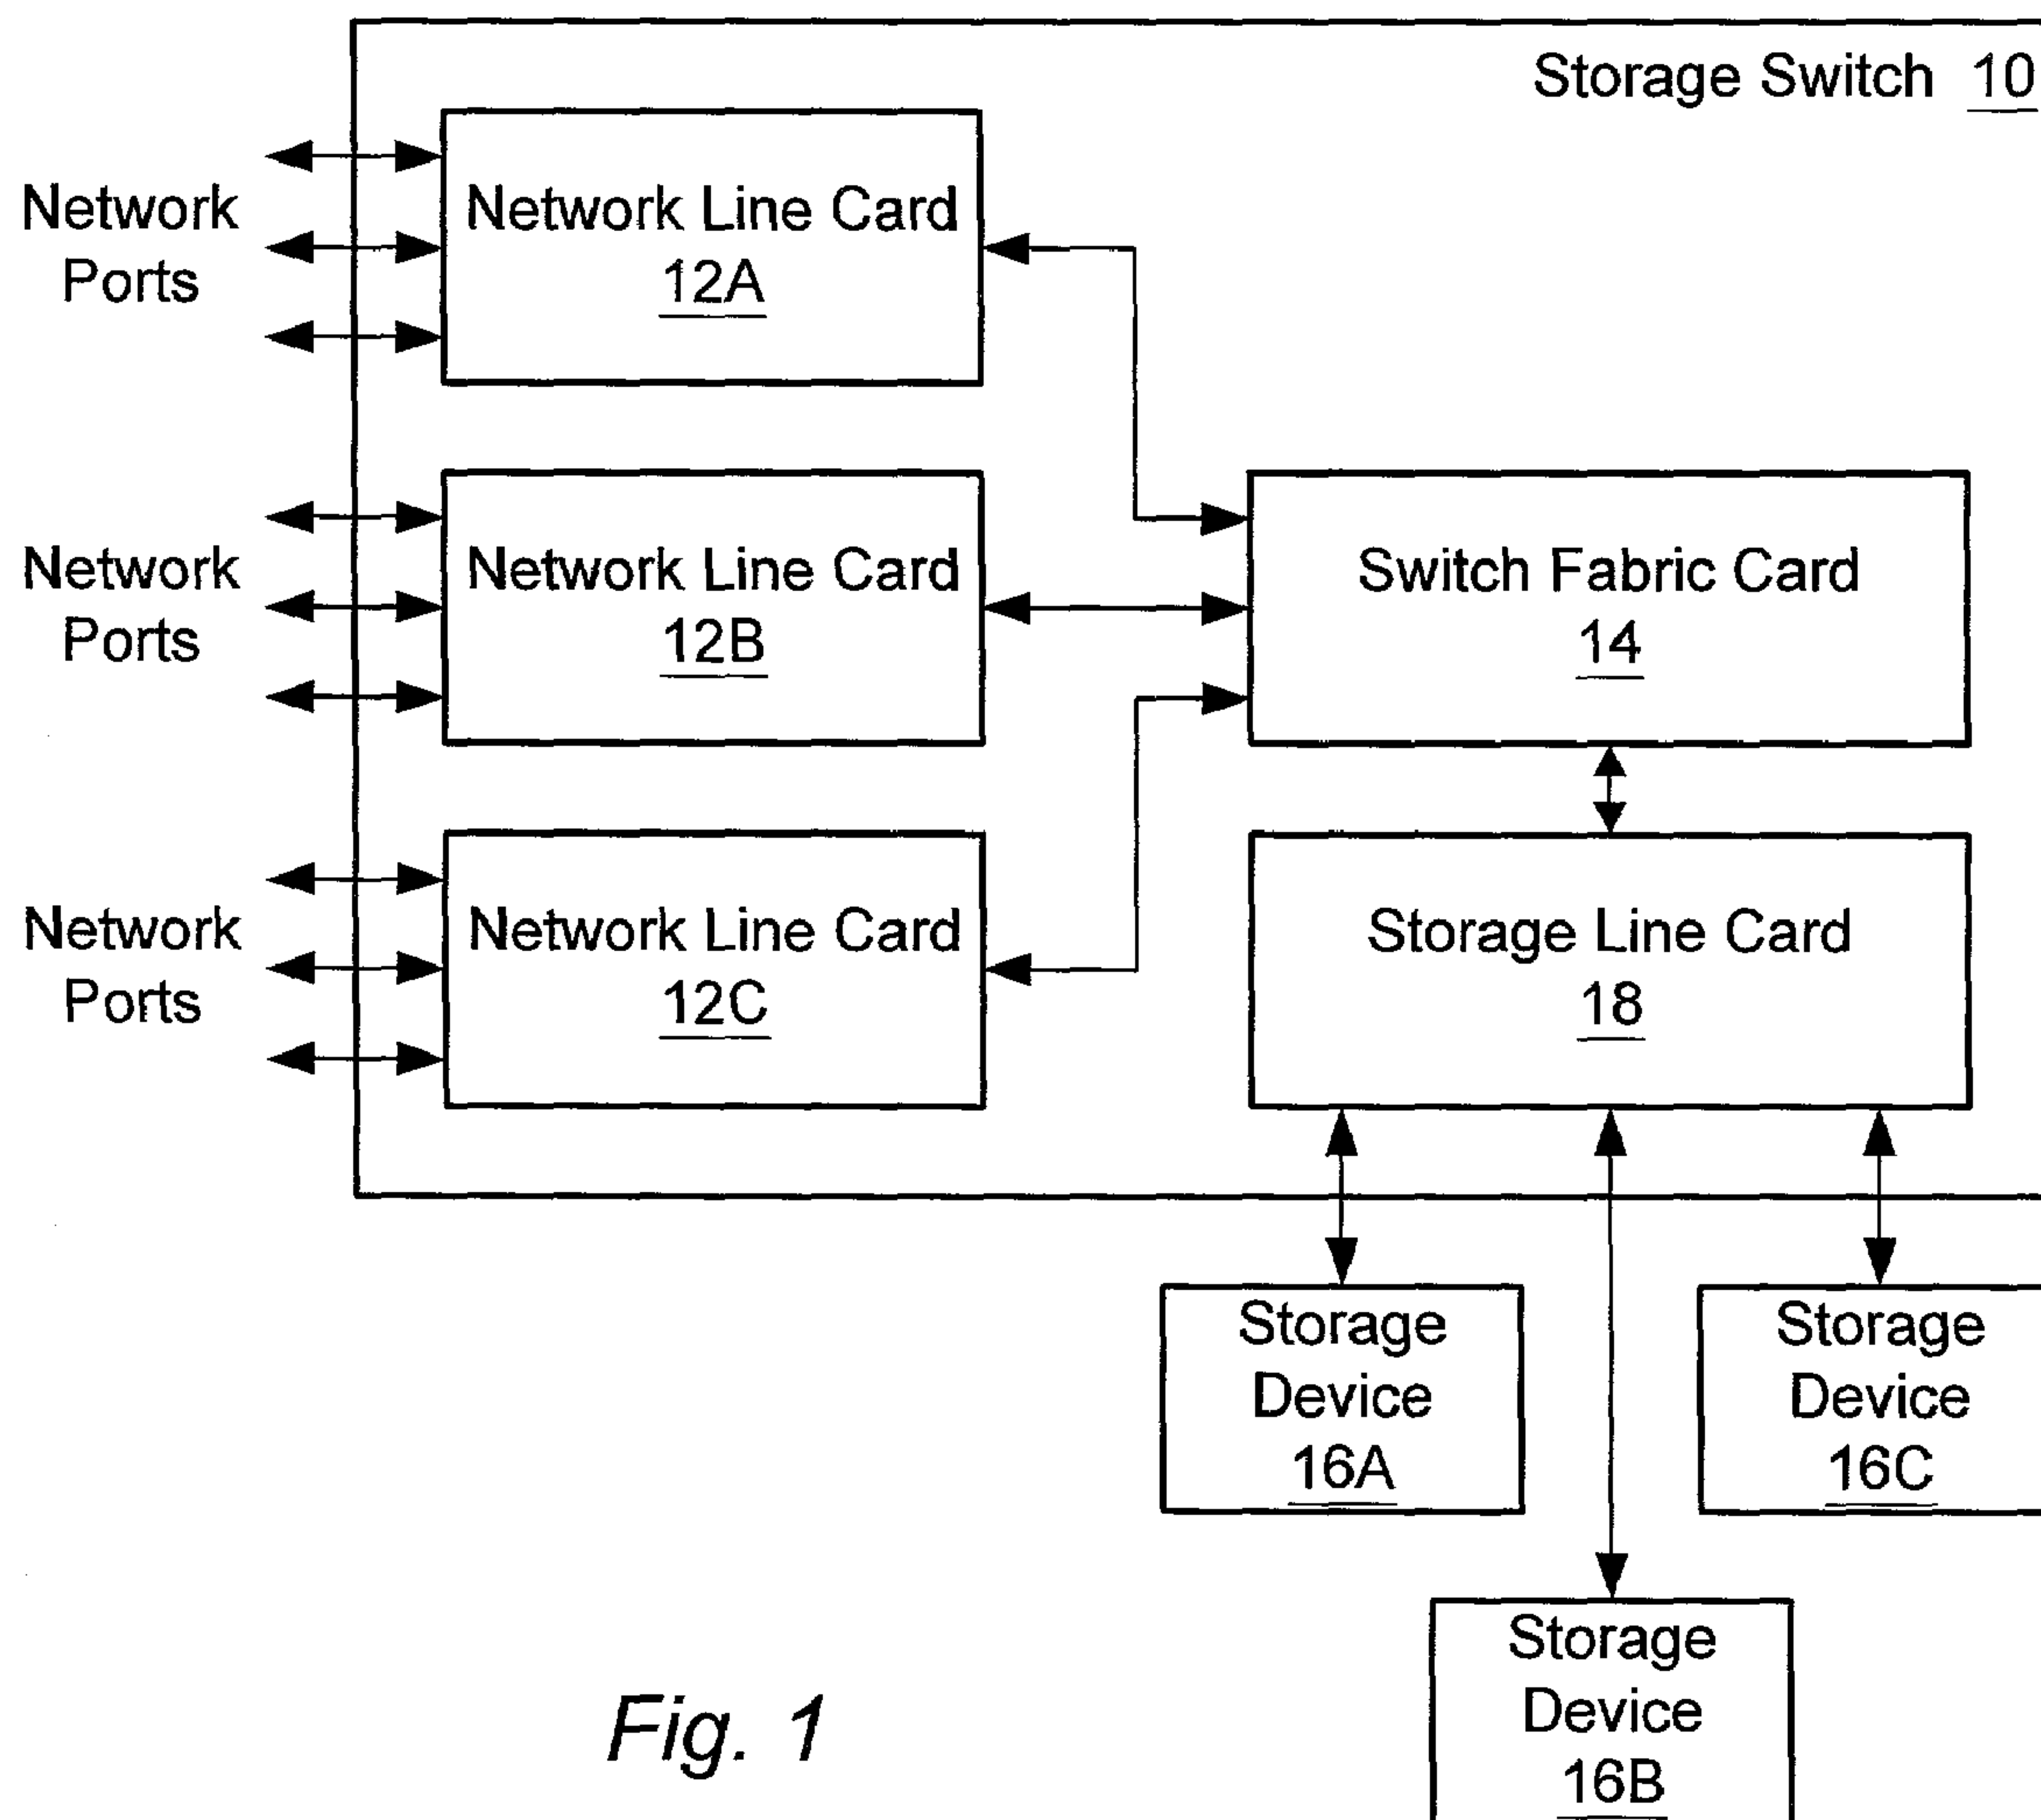 Storage Switch 10
Network
Ports
Network Line Card
12A
Network
Ports
Network Line Card
12B
Switch Fabric Card
14
Network
Ports
Network Line Card
12C
Storage Line Card
18
Storage
Device
16A
Storage
Device
16C
Storage
Device
16B
Fig. 1